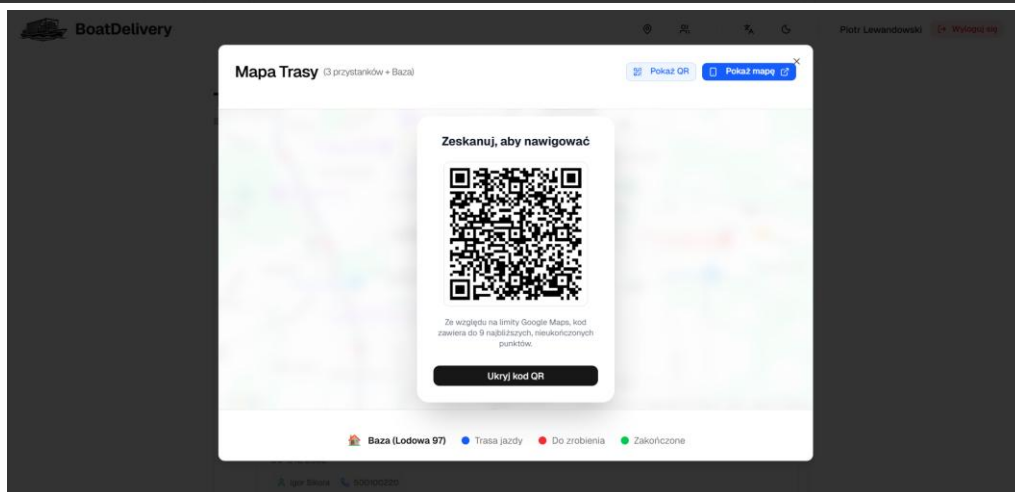 BoatDelivery
Piotr Lewandowski
Wyloguj się
Mapa Trasy (3 przystanków + Baza)
Pokaż QR
Pokaż mapę
Zeskanuj, aby nawigować
Ze względu na limity Google Maps, kod
zawiera do 9 najbliższych, nieukończonych
punktów.
Ukryj kod QR
Baza (Lodowa 97)
Trasa jazdy
Do zrobienia
Zakończone